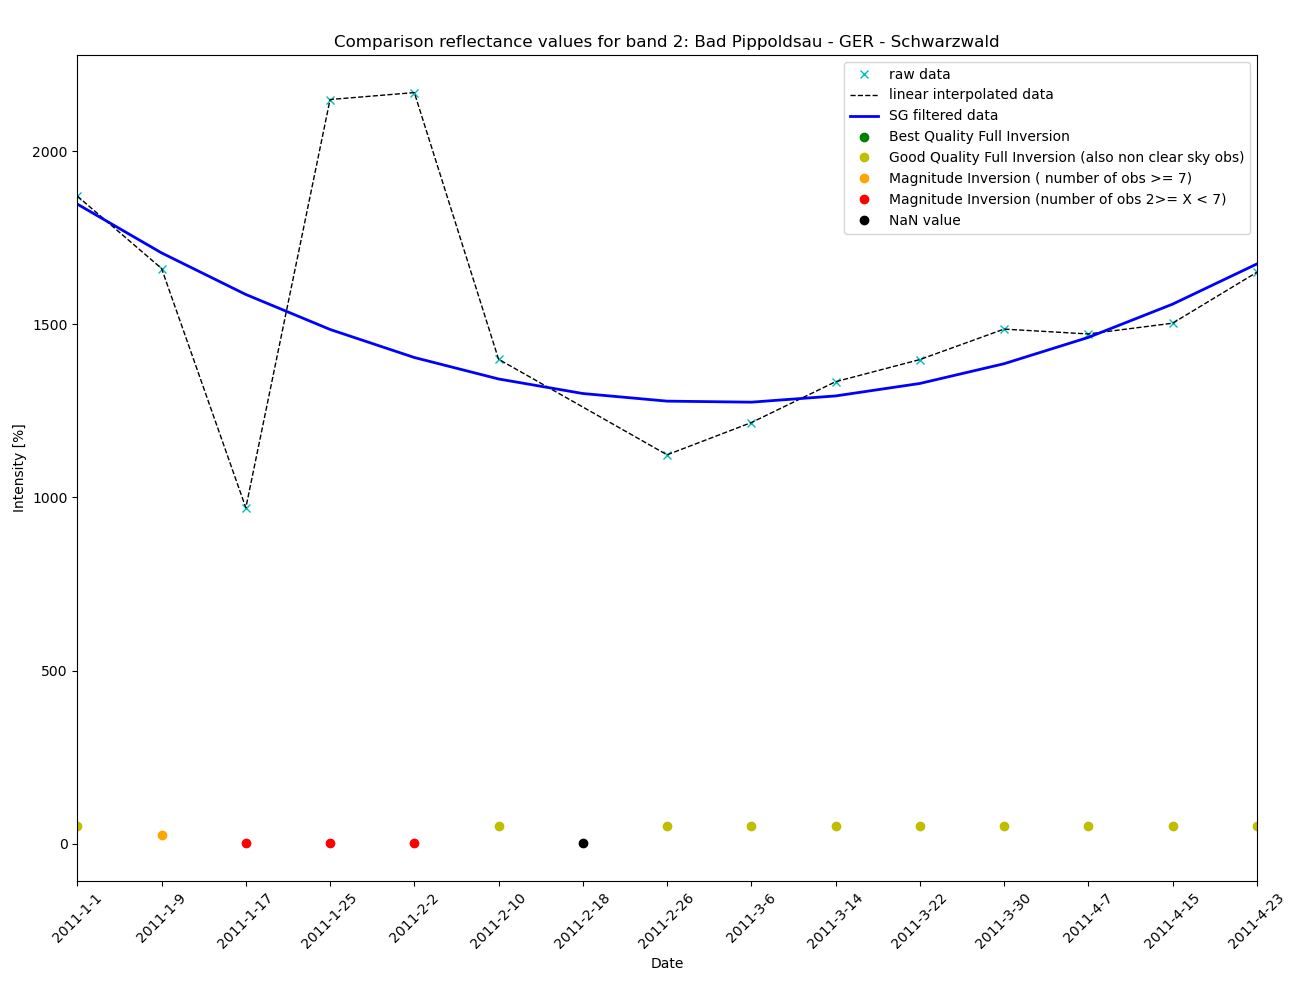 Comparison reflectance values for band 2: Bad Pippoldsau - GER - Schwarzwald
raw data
linear interpolated data
SG filtered data
Best Quality Full Inversion
Good Quality Full Inversion (also non clear sky obs)
Magnitude Inversion ( number of obs >= 7)
Magnitude Inversion (number of obs 2>= X < 7)
NaN value
Intensity [%]
2000
1500
1000
500
0
2011-1-1
2011-1-9
2011-1-17
2011-1-25
2011-2-2
2011-2-10
2011-2-18
2011-2-26
2011-3-6
2011-3-14
2011-3-22
2011-3-30
2011-4-7
2011-4-15
2011-4-23
Date